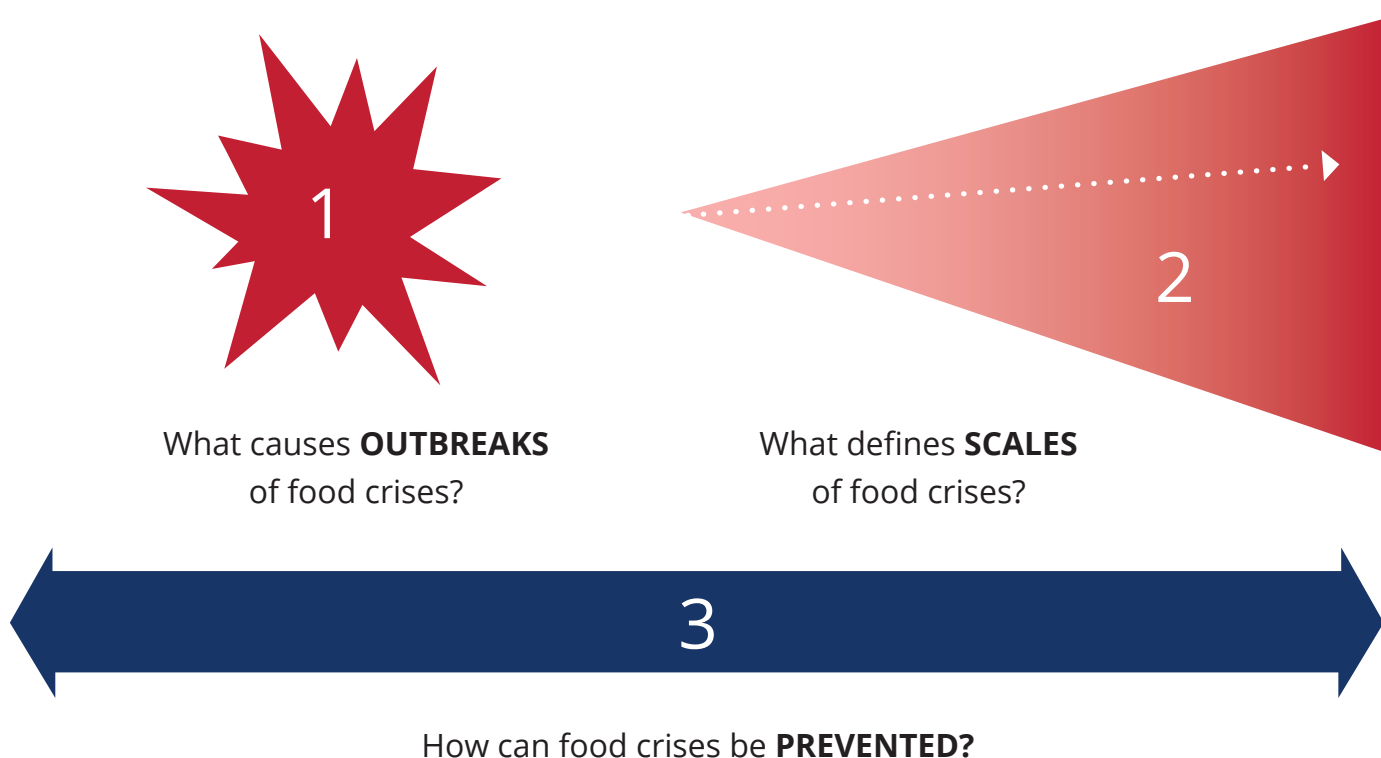 1
2
What causes OUTBREAKS
of food crises?
What defines SCALES
of food crises?
3
How can food crises be PREVENTED?